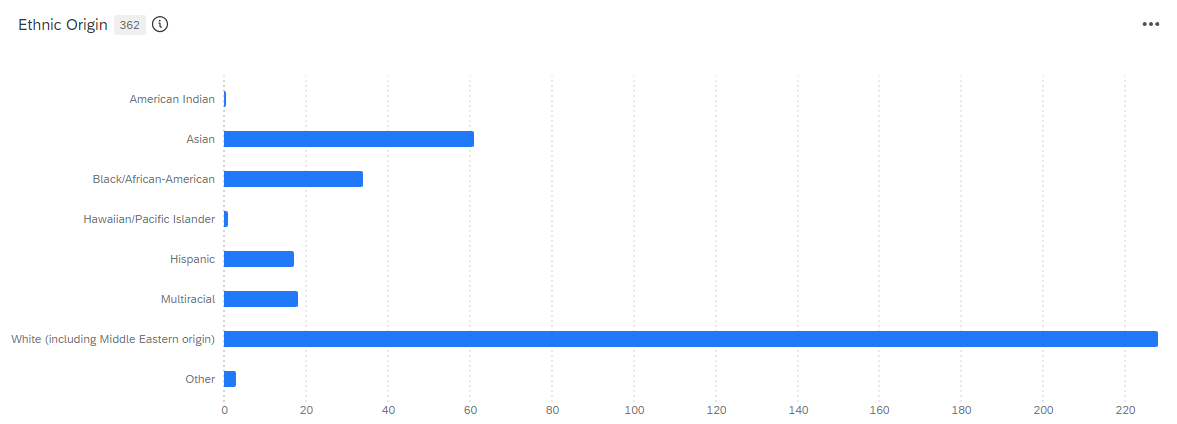 Ethnic Origin 362
American Indian
Asian
Black/African-American
Hawaiian/Pacific Islander
Hispanic
Multiracial
White (including Middle Eastern origin)
Other
0 20 40 60 80 100 120 140 160 180 200 220